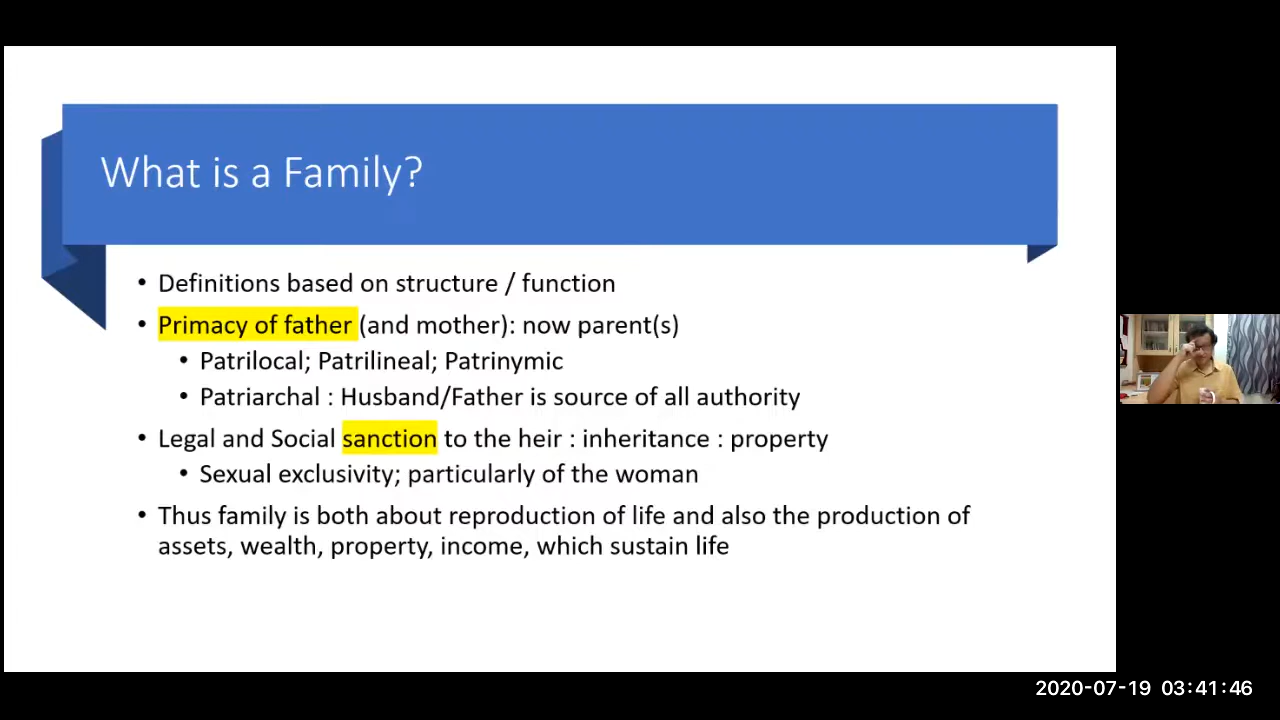 What is a Family?
• Definitions based on structure / function
• Primacy of father (and mother): now parent(s)
• Patrilocal; Patrilineal; Patrinymic
• Patriarchal : Husband/Father is source of all authority
• Legal and Social sanction to the heir : inheritance : property
• Sexual exclusivity; particularly of the woman
• Thus family is both about reproduction of life and also the production of
assets, wealth, property, income, which sustain life
2020-07-19 03:41:46